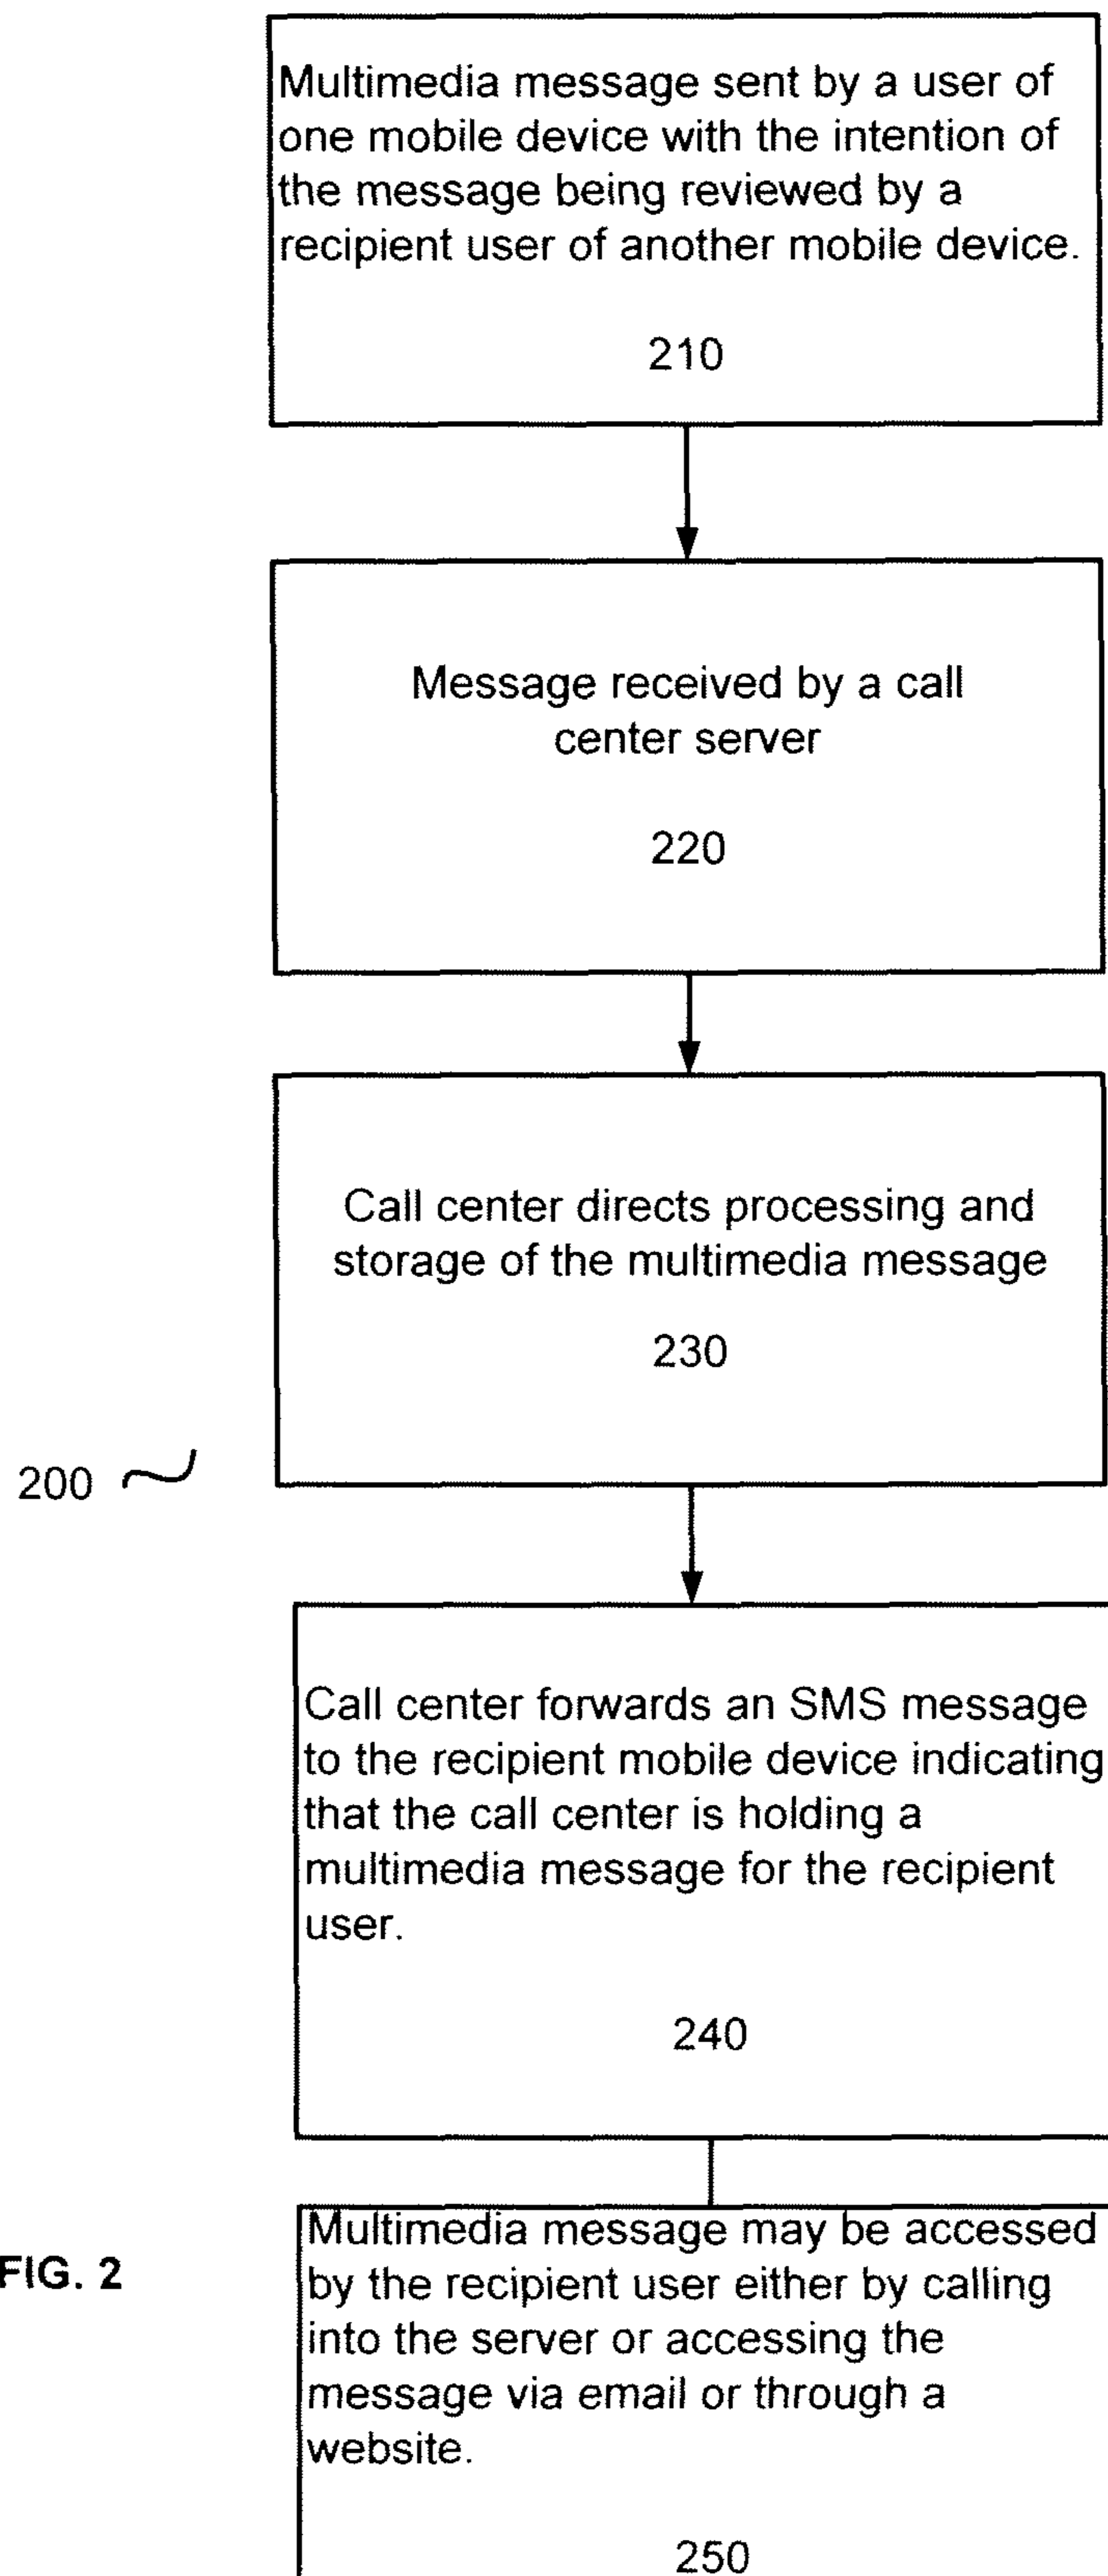 Multimedia message sent by a user of
one mobile device with the intention of
the message being reviewed by a
recipient user of another mobile device.
210
Message received by a call
center server
220
Call center directs processing and
storage of the multimedia message
230
200
Call center forwards an SMS message
to the recipient mobile device indicating
that the call center is holding a
multimedia message for the recipient
user.
240
Multimedia message may be accessed
by the recipient user either by calling
into the server or accessing the
message via email or through a
website.
250
FIG. 2